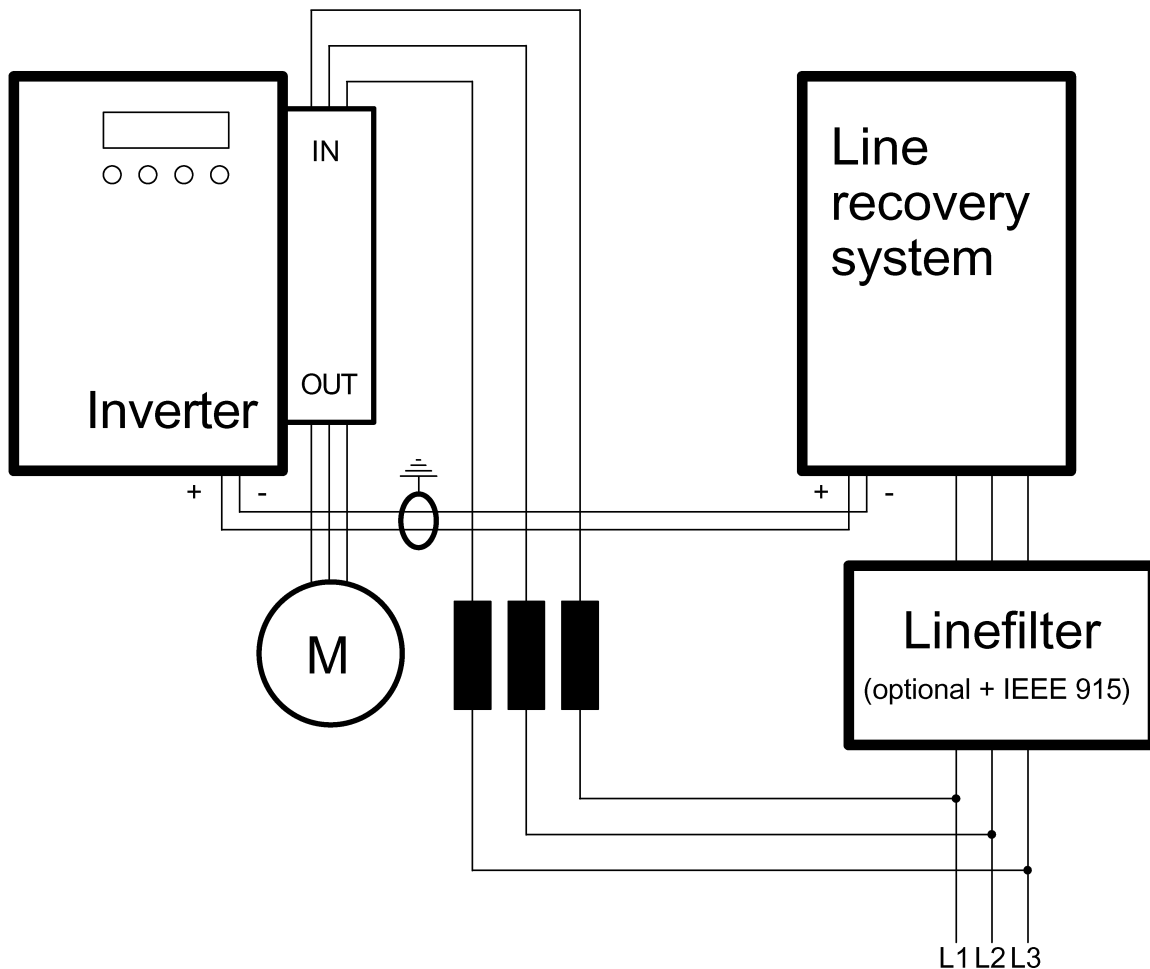 IN
OUT
Inverter
+ -
M
Line
recovery
system
+ -
Linefilter
(optional + IEEE 915)
L1 L2 L3